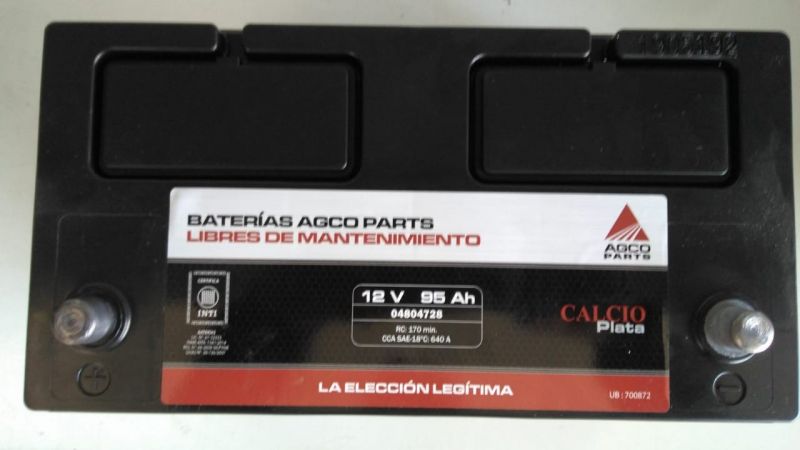 BATERÍAS AGCO PARTS
LIBRES DE MANTENIMIENTO
AGCO
PARTS
CERTIFICA
INTI
12 V 95 Ah
04804728
RC: 170 min.
CCA SAE-18°C: 640 A
CALCIO
Plata
LA ELECCIÓN LEGÍTIMA
UB : 700872
+
-